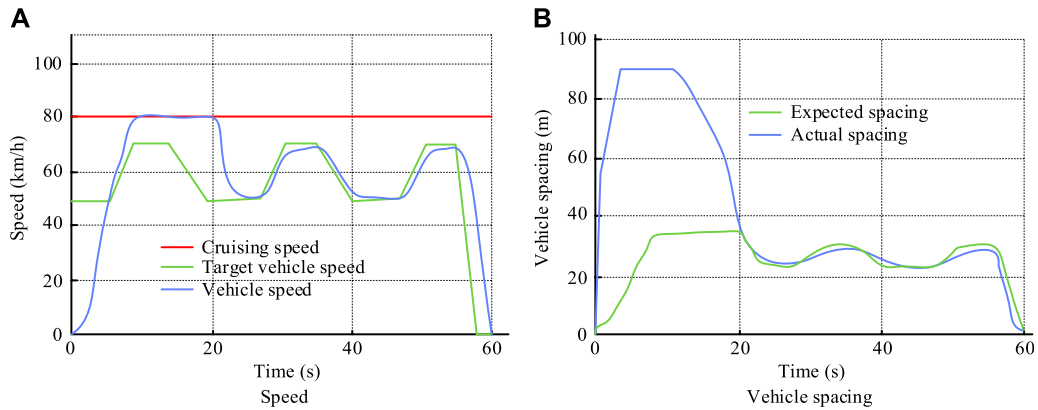 A
100
80
60
40
20
0
Speed (km/h)
Cruising speed
Target vehicle speed
Vehicle speed
0 20 40 60
Time (s)
Speed
B
100
80
60
40
20
0
Vehicle spacing (m)
Expected spacing
Actual spacing
0 20 40 60
Time (s)
Vehicle spacing